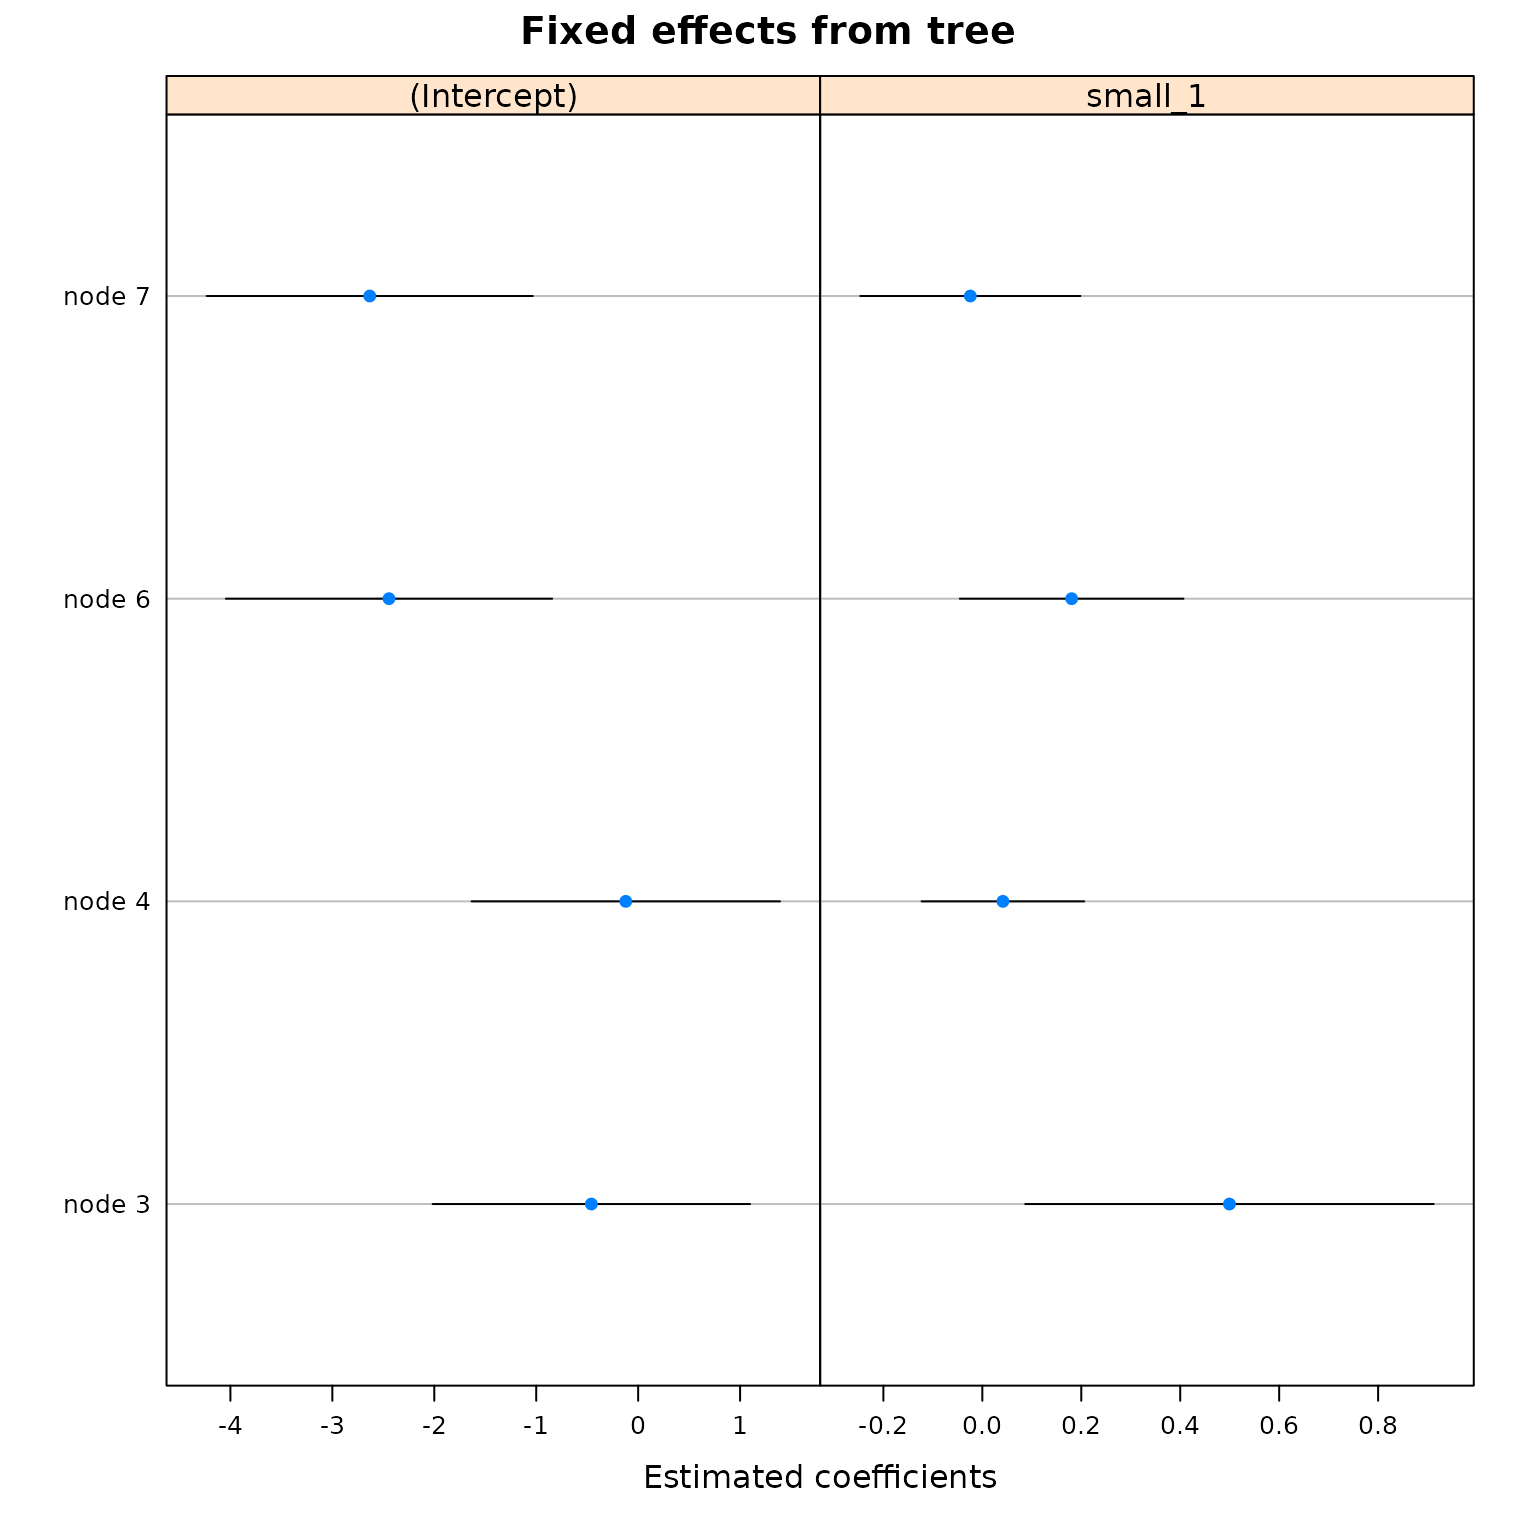 Fixed effects from tree
(Intercept) small_1
node 7
node 6
node 4
node 3
-4 -3 -2 -1 0 1 -0.2 0.0 0.2 0.4 0.6 0.8
Estimated coefficients